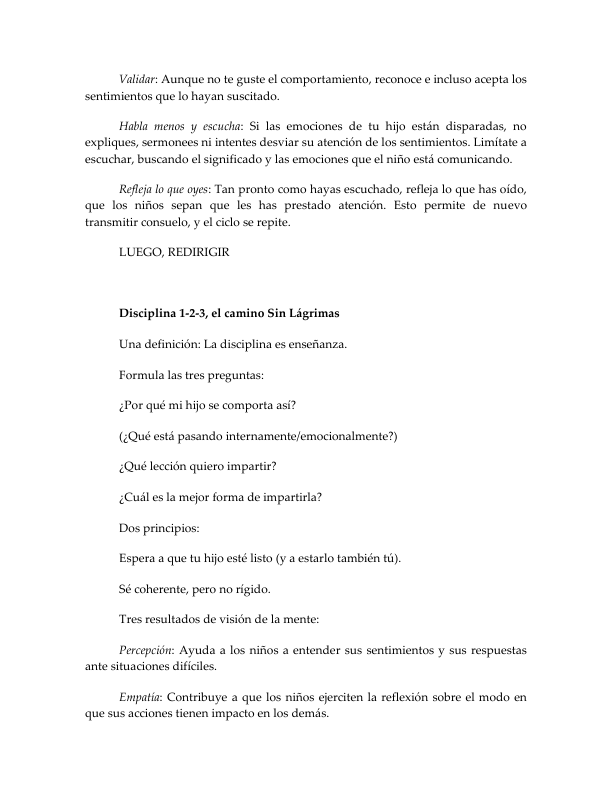 Validar: Aunque no te guste el comportamiento, reconoce e incluso acepta los
sentimientos que lo hayan suscitado.
Habla menos y escucha: Si las emociones de tu hijo están disparadas, no
expliques, sermonees ni intentes desviar su atención de los sentimientos. Limítate a
escuchar, buscando el significado y las emociones que el niño está comunicando.
Refleja lo que oyes: Tan pronto como hayas escuchado, refleja lo que has oído,
que los niños sepan que les has prestado atención. Esto permite de nuevo
transmitir consuelo, y el ciclo se repite.
LUEGO, REDIRIGIR
Disciplina 1-2-3, el camino Sin Lágrimas
Una definición: La disciplina es enseñanza.
Formula las tres preguntas:
¿Por qué mi hijo se comporta así?
(¿Qué está pasando internamente/emocionalmente?)
¿Qué lección quiero impartir?
¿Cuál es la mejor forma de impartirla?
Dos principios:
Espera a que tu hijo esté listo (y a estarlo también tú).
Sé coherente, pero no rígido.
Tres resultados de visión de la mente:
Percepción: Ayuda a los niños a entender sus sentimientos y sus respuestas
ante situaciones difíciles.
Empatía: Contribuye a que los niños ejerciten la reflexión sobre el modo en
que sus acciones tienen impacto en los demás.